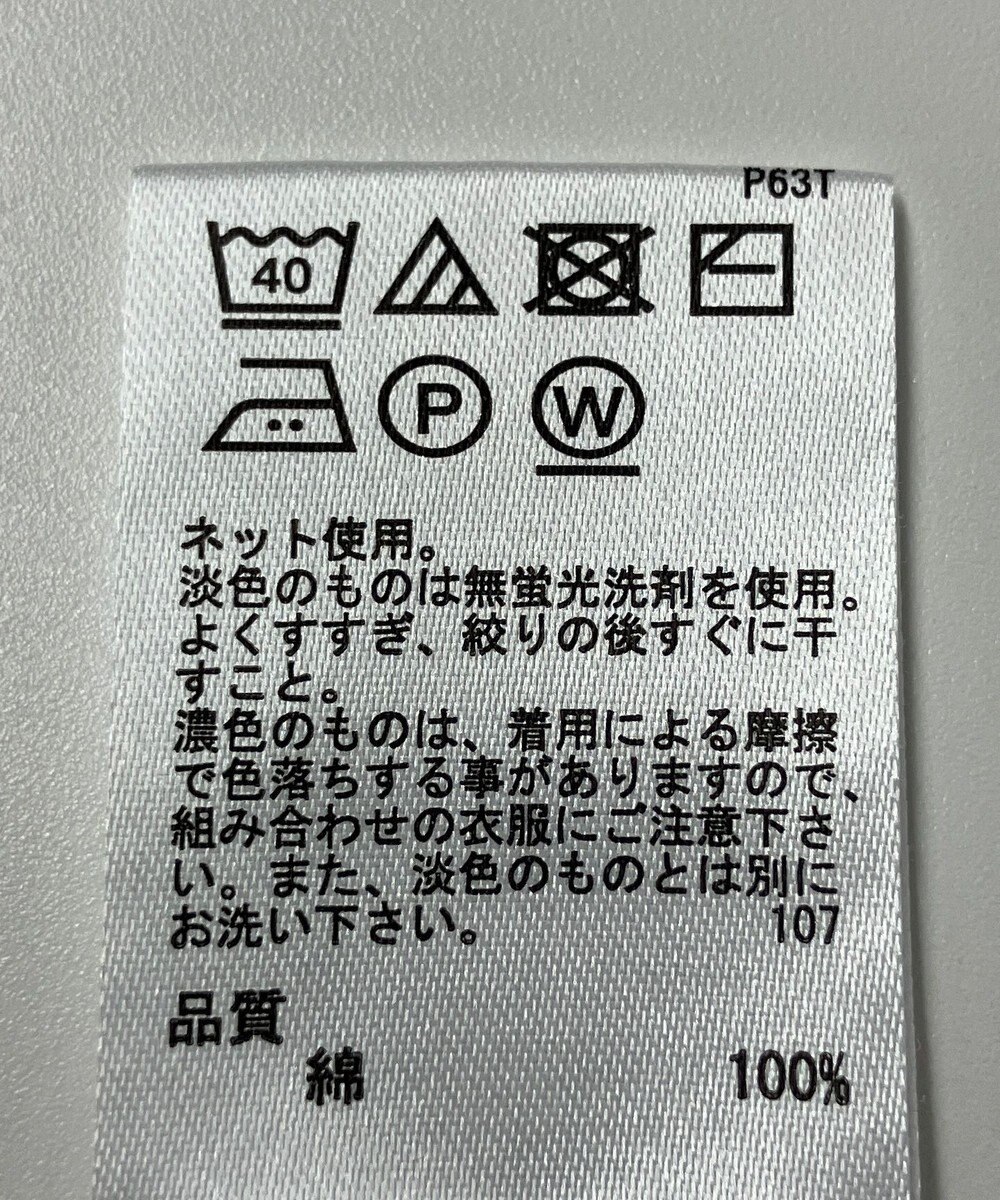 P63T
40
P
W
ネット使用。
淡色のものは無蛍光洗剤を使用。
よくすすぎ、絞りの後すぐに干
すこと。
濃色のものは、着用による摩擦
で色落ちする事がありますので、
組み合わせの衣服にご注意下さ
い。また、淡色のものとは別に
お洗い下さい。 107
品質
綿 100%